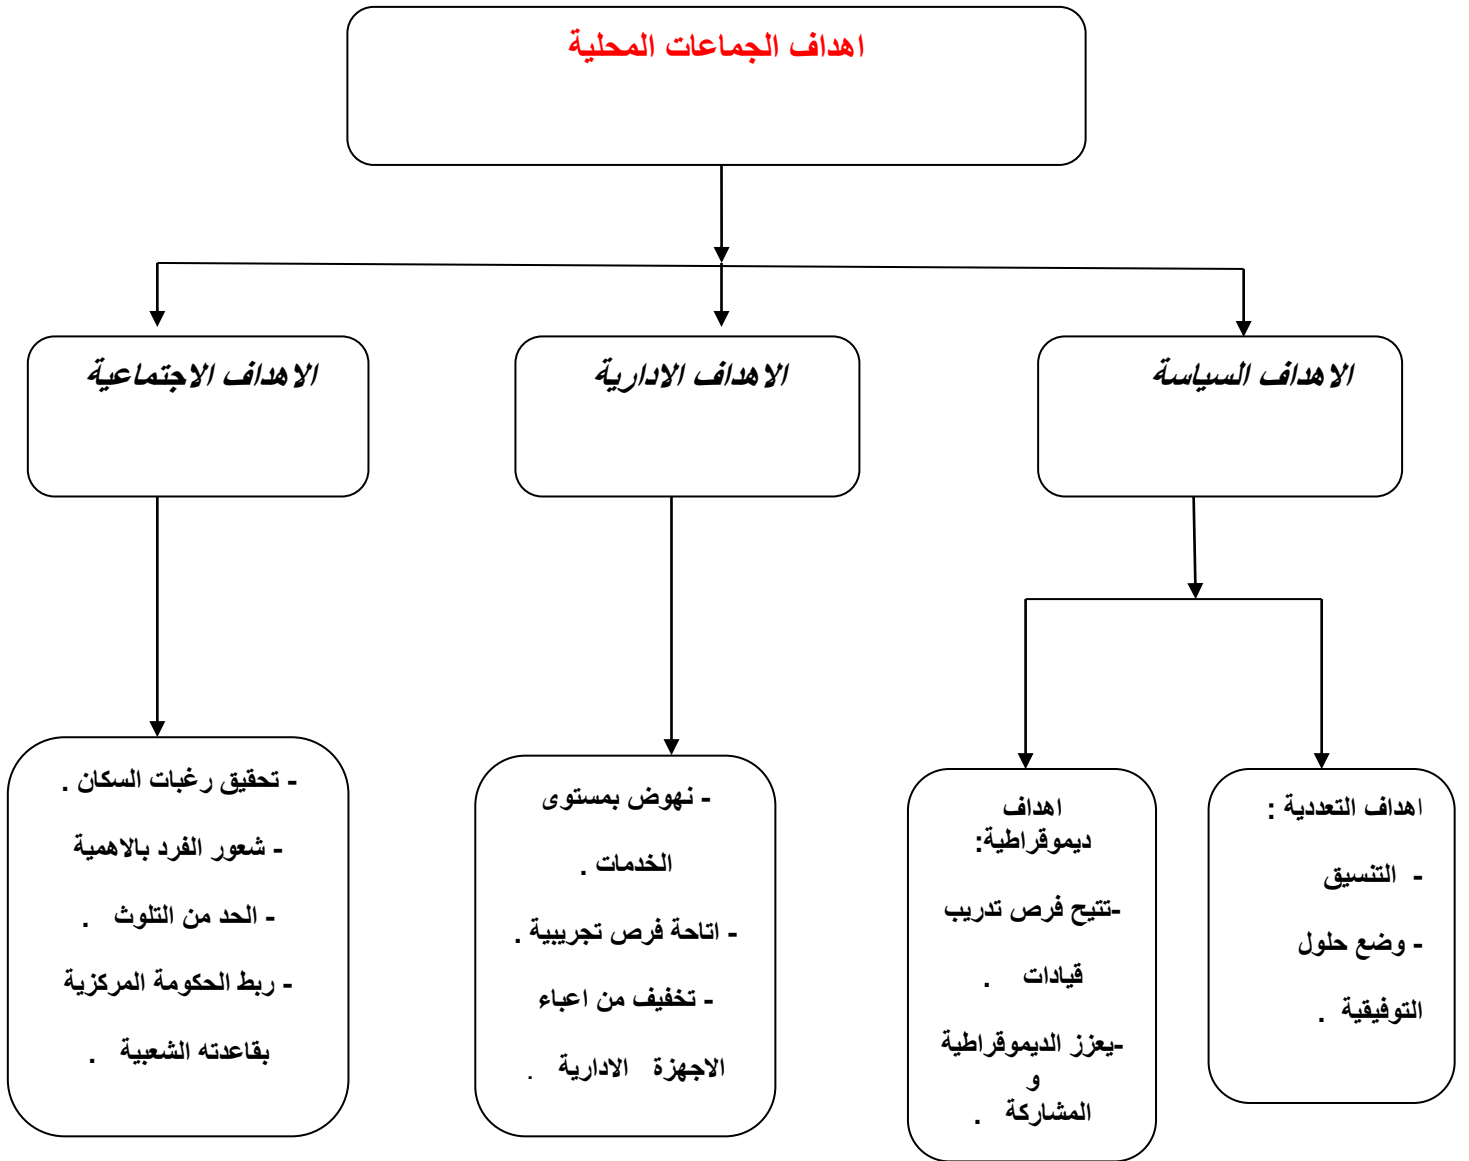 اهداف الجماعات المحلية
الاهداف السياسة
الاهداف الادارية
الاهداف الاجتماعية
اهداف التعددية :
- التنسيق
- وضع حلول
التوفيقية .
اهداف
ديموقراطية:
-تتيح فرص تدريب
قيادات .
-يعزز الديموقراطية
و
المشاركة .
- نهوض بمستوى
الخدمات .
- اتاحة فرص تجريبية .
- تخفيف من اعباء
الاجهزة الادارية .
- تحقيق رغبات السكان .
- شعور الفرد بالاهمية
- الحد من التلوث .
- ربط الحكومة المركزية
بقاعدته الشعبية .